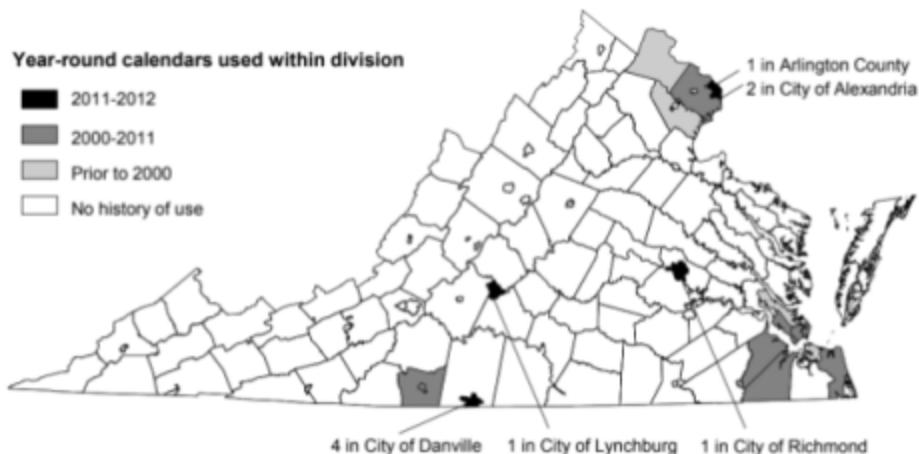 Year-round calendars used within division
2011-2012
2000-2011
Prior to 2000
No history of use
1 in Arlington County
2 in City of Alexandria
4 in City of Danville
1 in City of Lynchburg
1 in City of Richmond